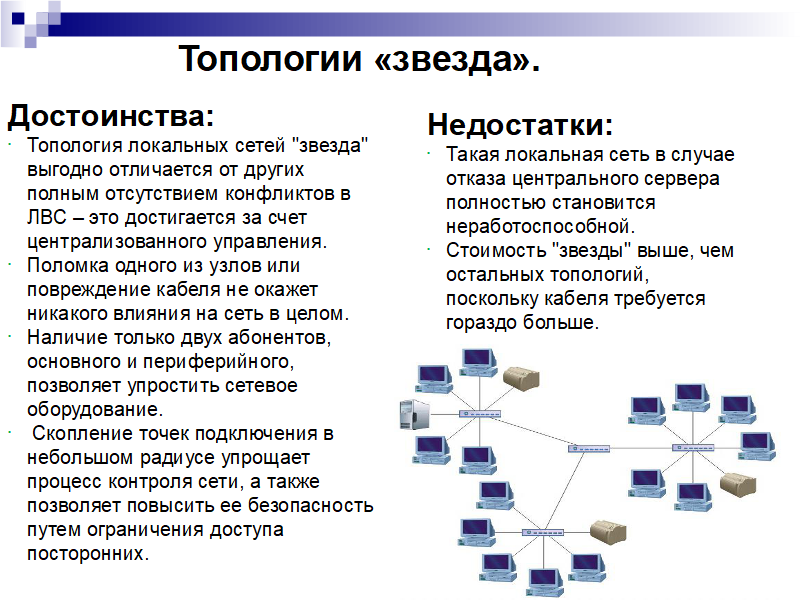 Топологии «звезда».
Достоинства:
Топология локальных сетей "звезда"
выгодно отличается от других
полным отсутствием конфликтов в
ЛВС – это достигается за счет
централизованного управления.
Поломка одного из узлов или
повреждение кабеля не окажет
никакого влияния на сеть в целом.
Наличие только двух абонентов,
основного и периферийного,
позволяет упростить сетевое
оборудование.
Скопление точек подключения в
небольшом радиусе упрощает
процесс контроля сети, а также
позволяет повысить ее безопасность
путем ограничения доступа
посторонних.
Недостатки:
Такая локальная сеть в случае
отказа центрального сервера
полностью становится
неработоспособной.
Стоимость "звезды" выше, чем
остальных топологий,
поскольку кабеля требуется
гораздо больше.